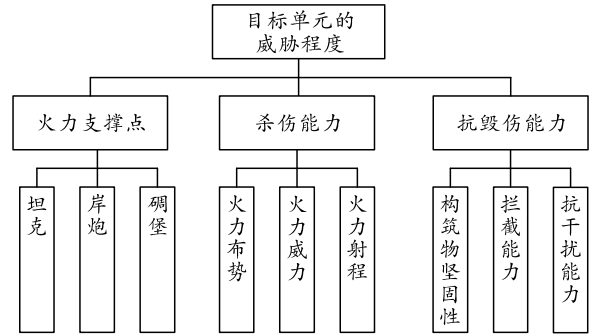 目标单元的
威胁程度
火力支撑点
杀伤能力
抗毁伤能力
坦克
岸炮
碉堡
火力布势
火力威力
火力射程
构筑物坚固性
拦截能力
抗干扰能力